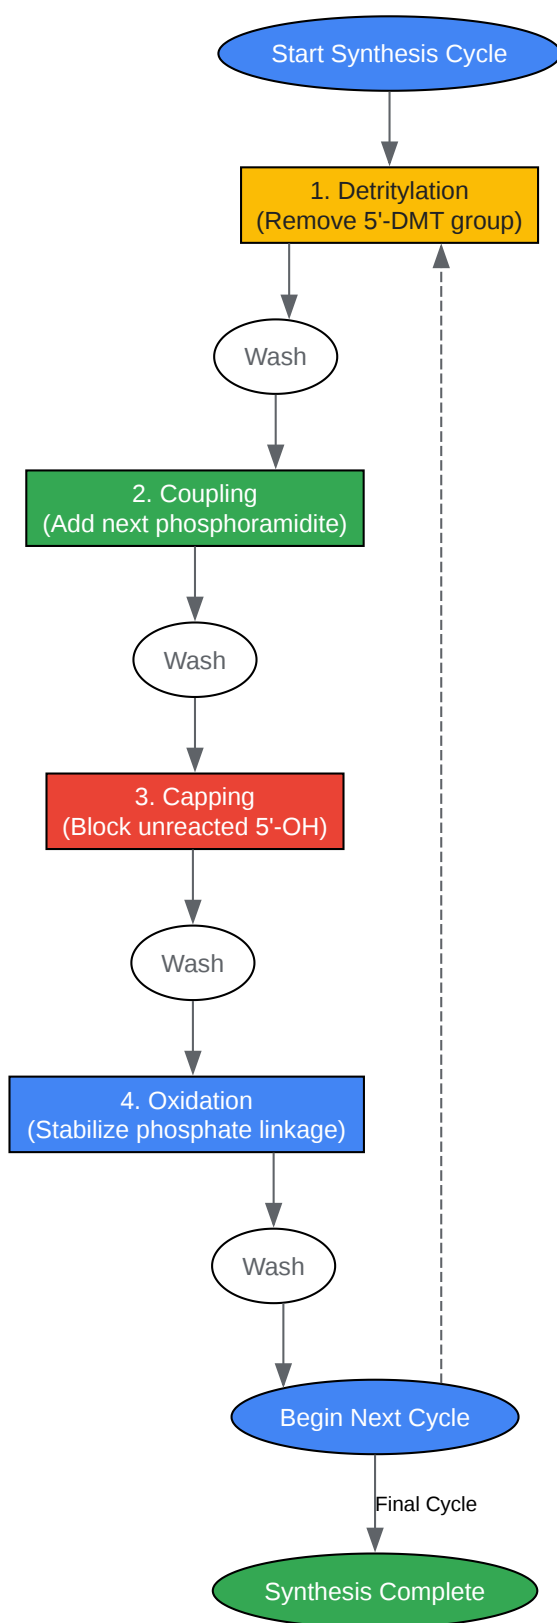 Start Synthesis Cycle
1. Detritylation
(Remove 5'-DMT group)
Wash
2. Coupling
(Add next phosphoramidite)
Wash
3. Capping
(Block unreacted 5'-OH)
Wash
4. Oxidation
(Stabilize phosphate linkage)
Wash
Begin Next Cycle
Final Cycle
Synthesis Complete